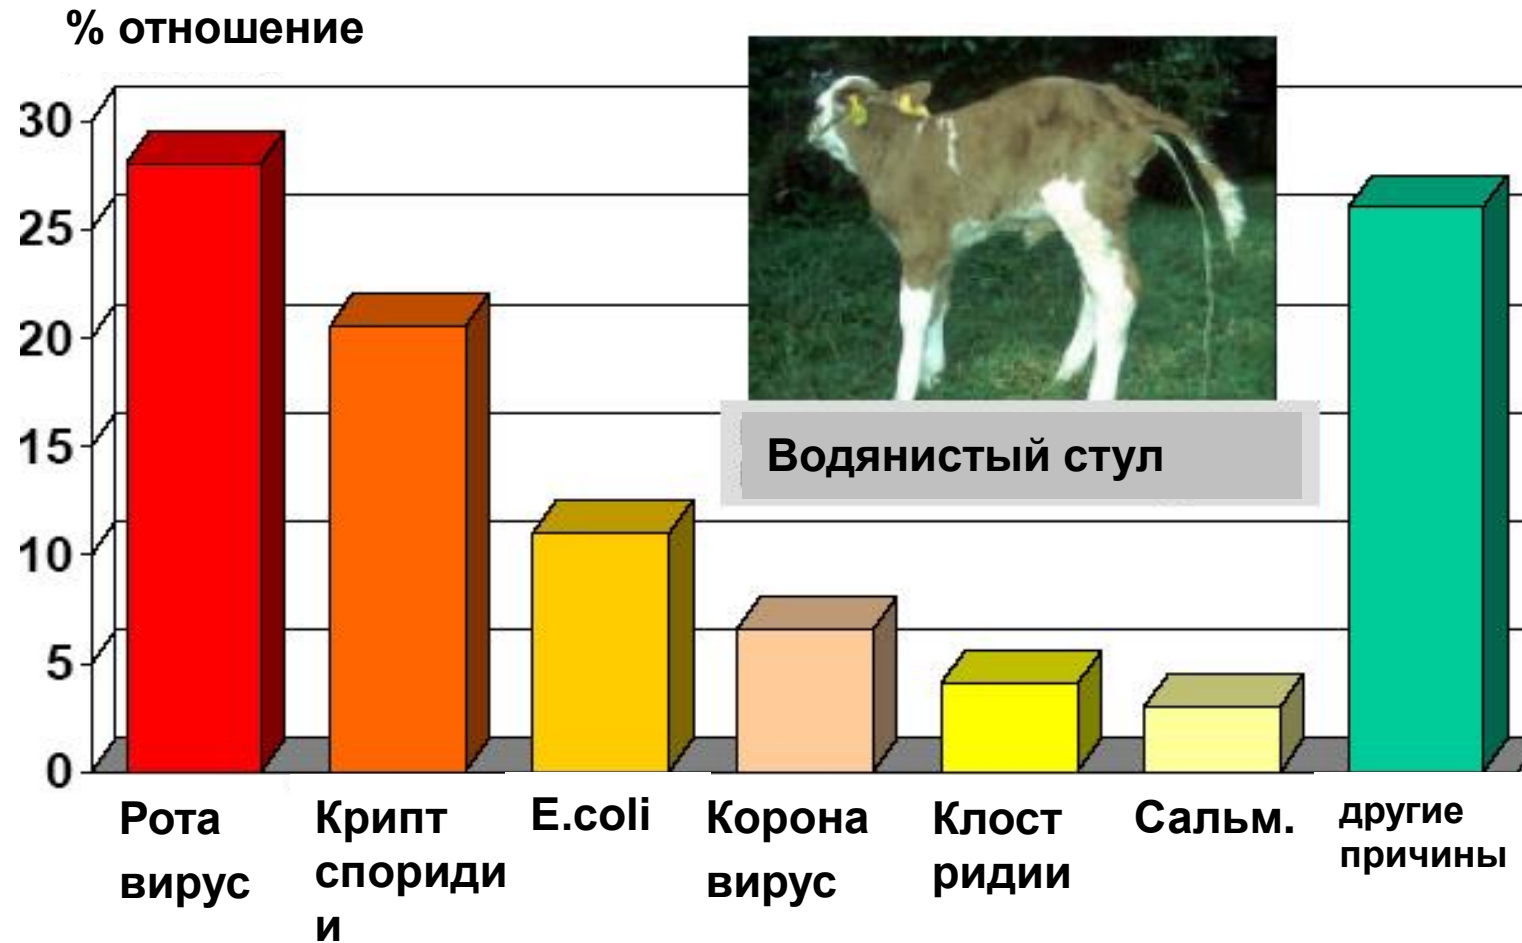 % отношение
30
25
20
15
10
5
0
Водянистый стул
Рота
вирус
Крипт
спориди
и
E.coli
Корона
вирус
Клост
ридии
Сальм.
другие
причины